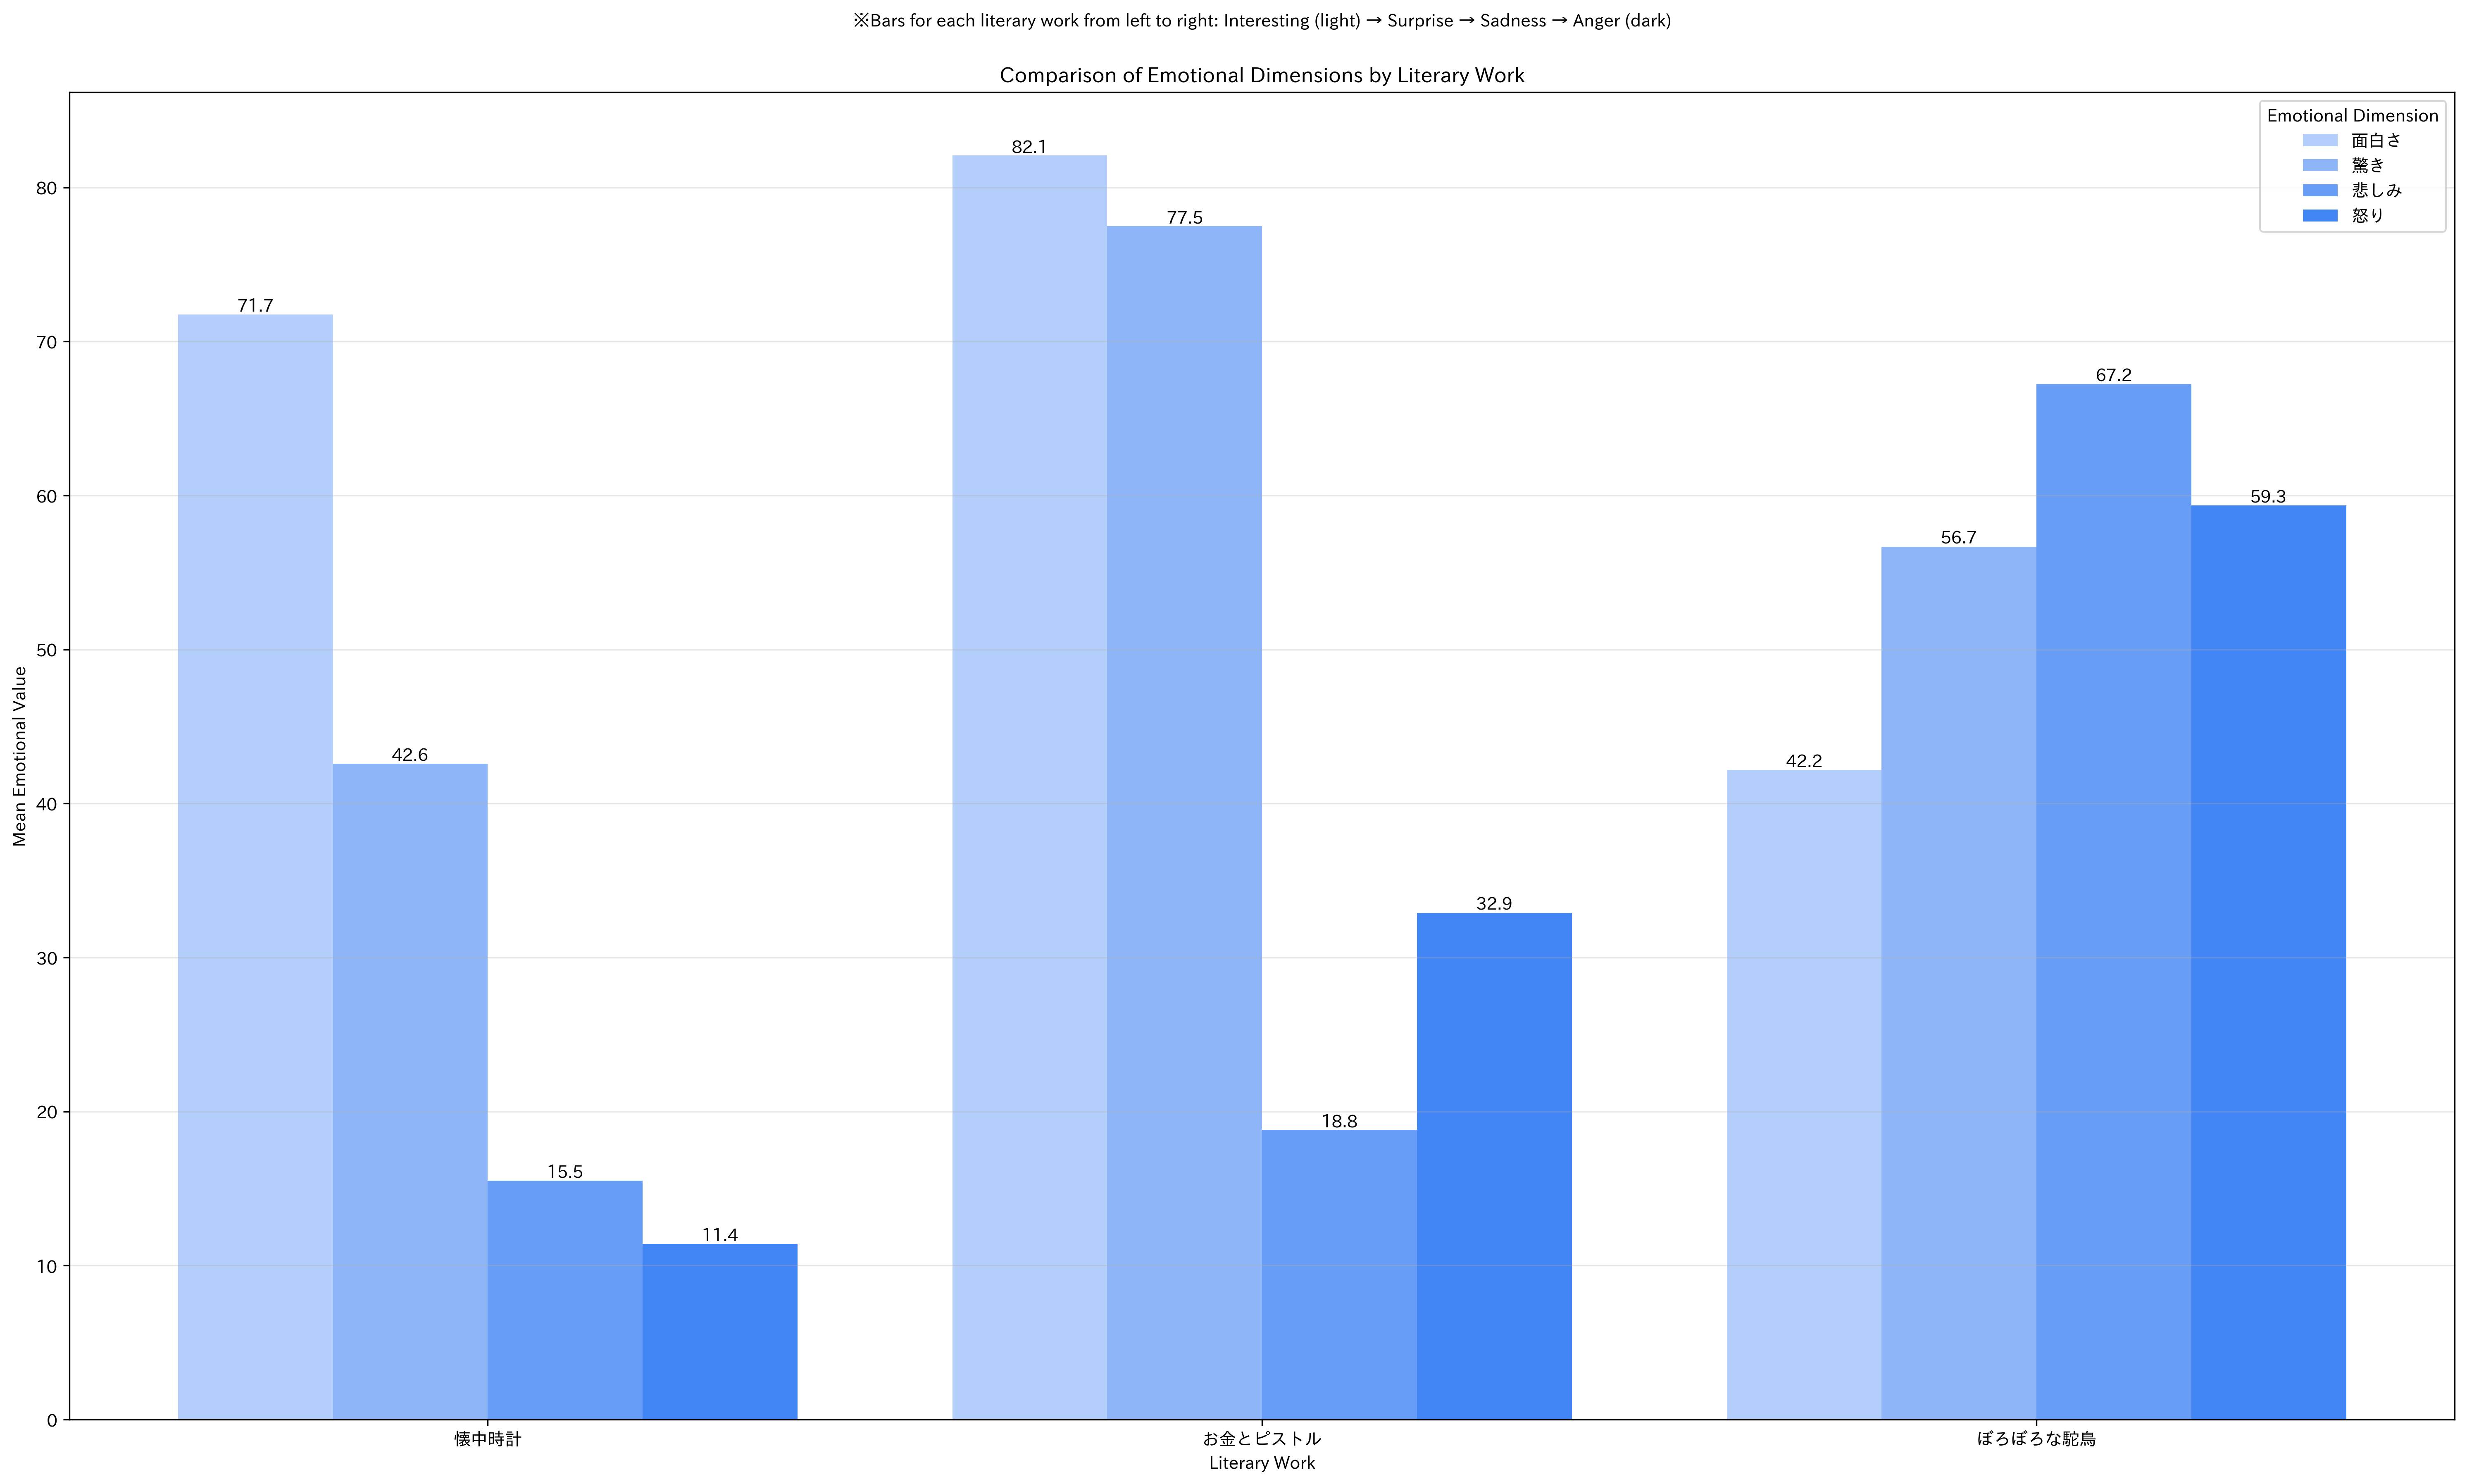 ※Bars for each literary work from left to right: Interesting (light) → Surprise → Sadness → Anger (dark)
Comparison of Emotional Dimensions by Literary Work
Emotional Dimension
面白さ
驚き
悲しみ
怒り
Mean Emotional Value
80
70
60
50
40
30
20
10
0
71.7
42.6
15.5
11.4
82.1
77.5
18.8
32.9
42.2
56.7
67.2
59.3
懐中時計
お金とピストル
ぼろぼろな駝鳥
Literary Work